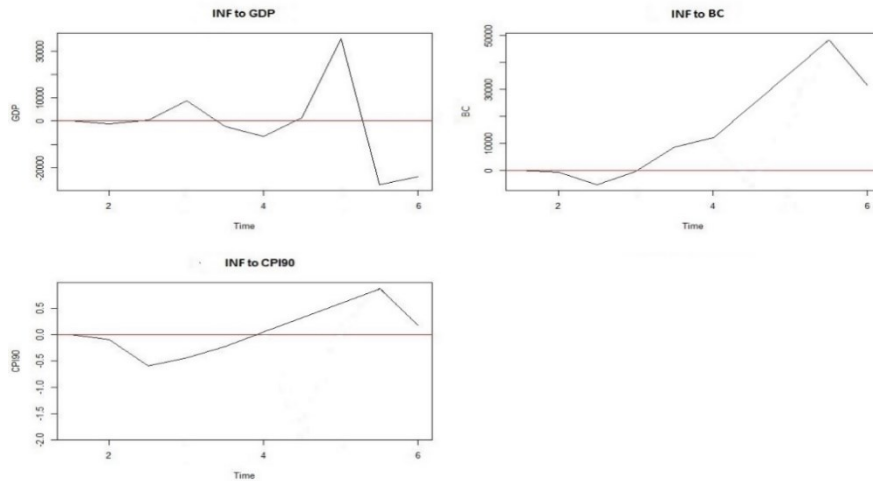 INF to GDP
GDP
30000
10000
0
-20000
2
4
6
Time
INF to BC
BC
50000
30000
10000
0
2
4
6
Time
INF to CPI90
CPI90
0.5
0.0
-0.5
-1.0
-1.5
-2.0
2
4
6
Time